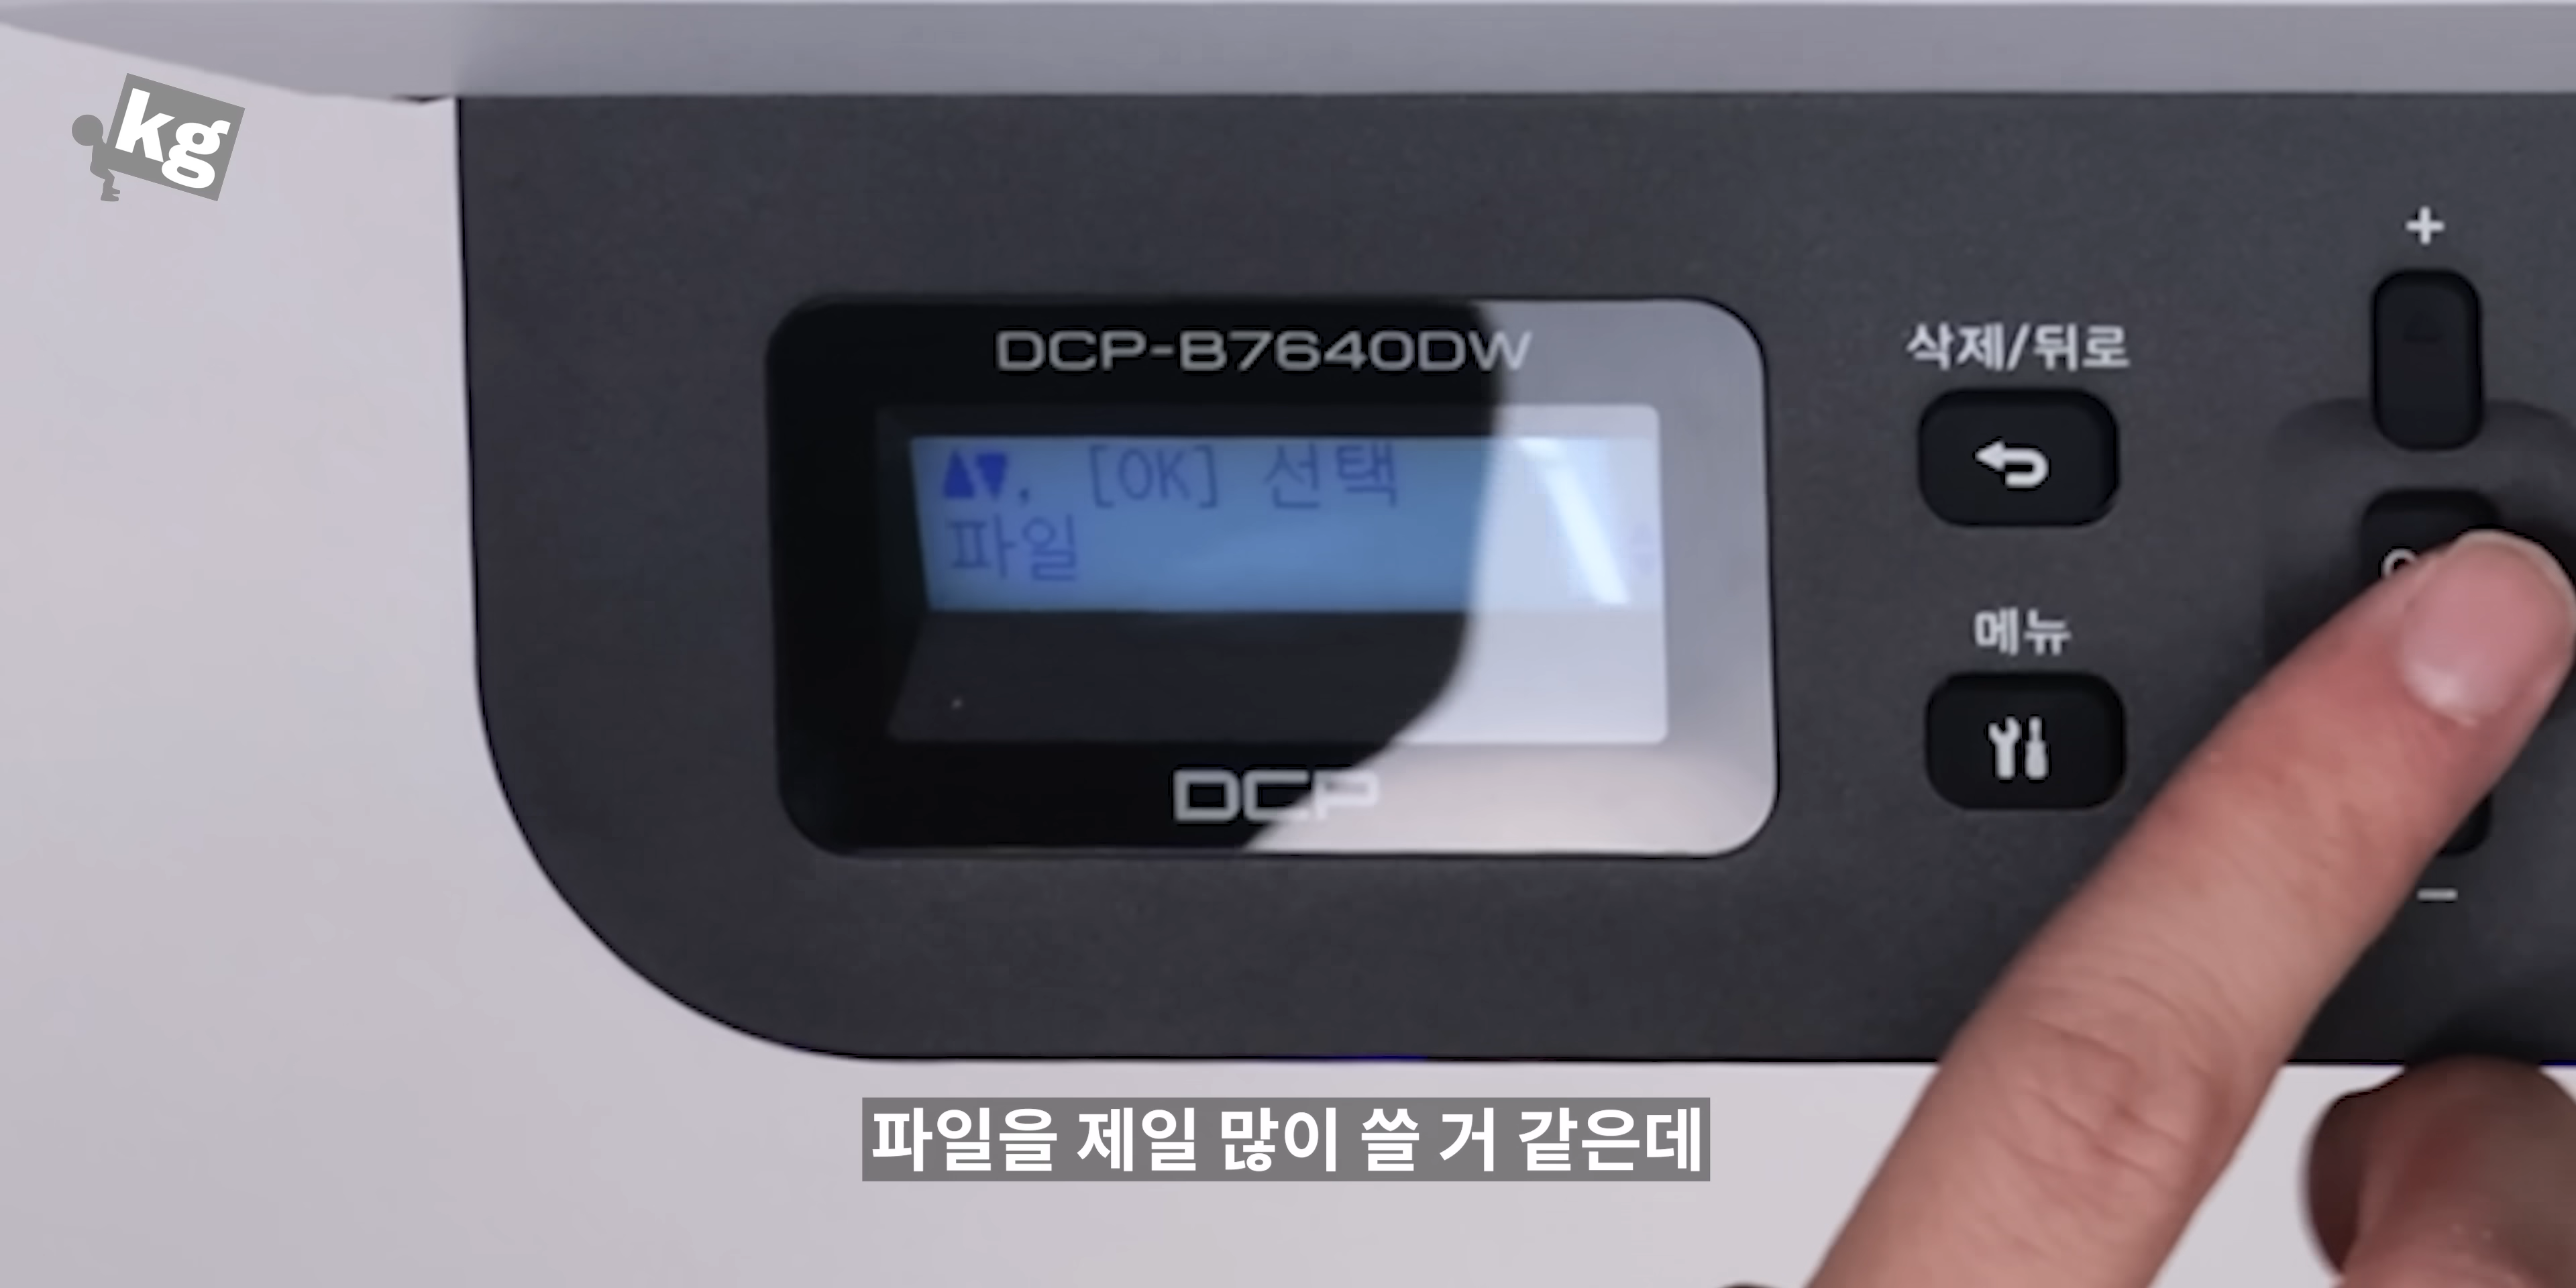 kg
+
DCP-B7640DW
삭제/뒤로
▲▼, [OK] 선택
파일
메뉴
DCP
−
파일을 제일 많이 쓸 거 같은데